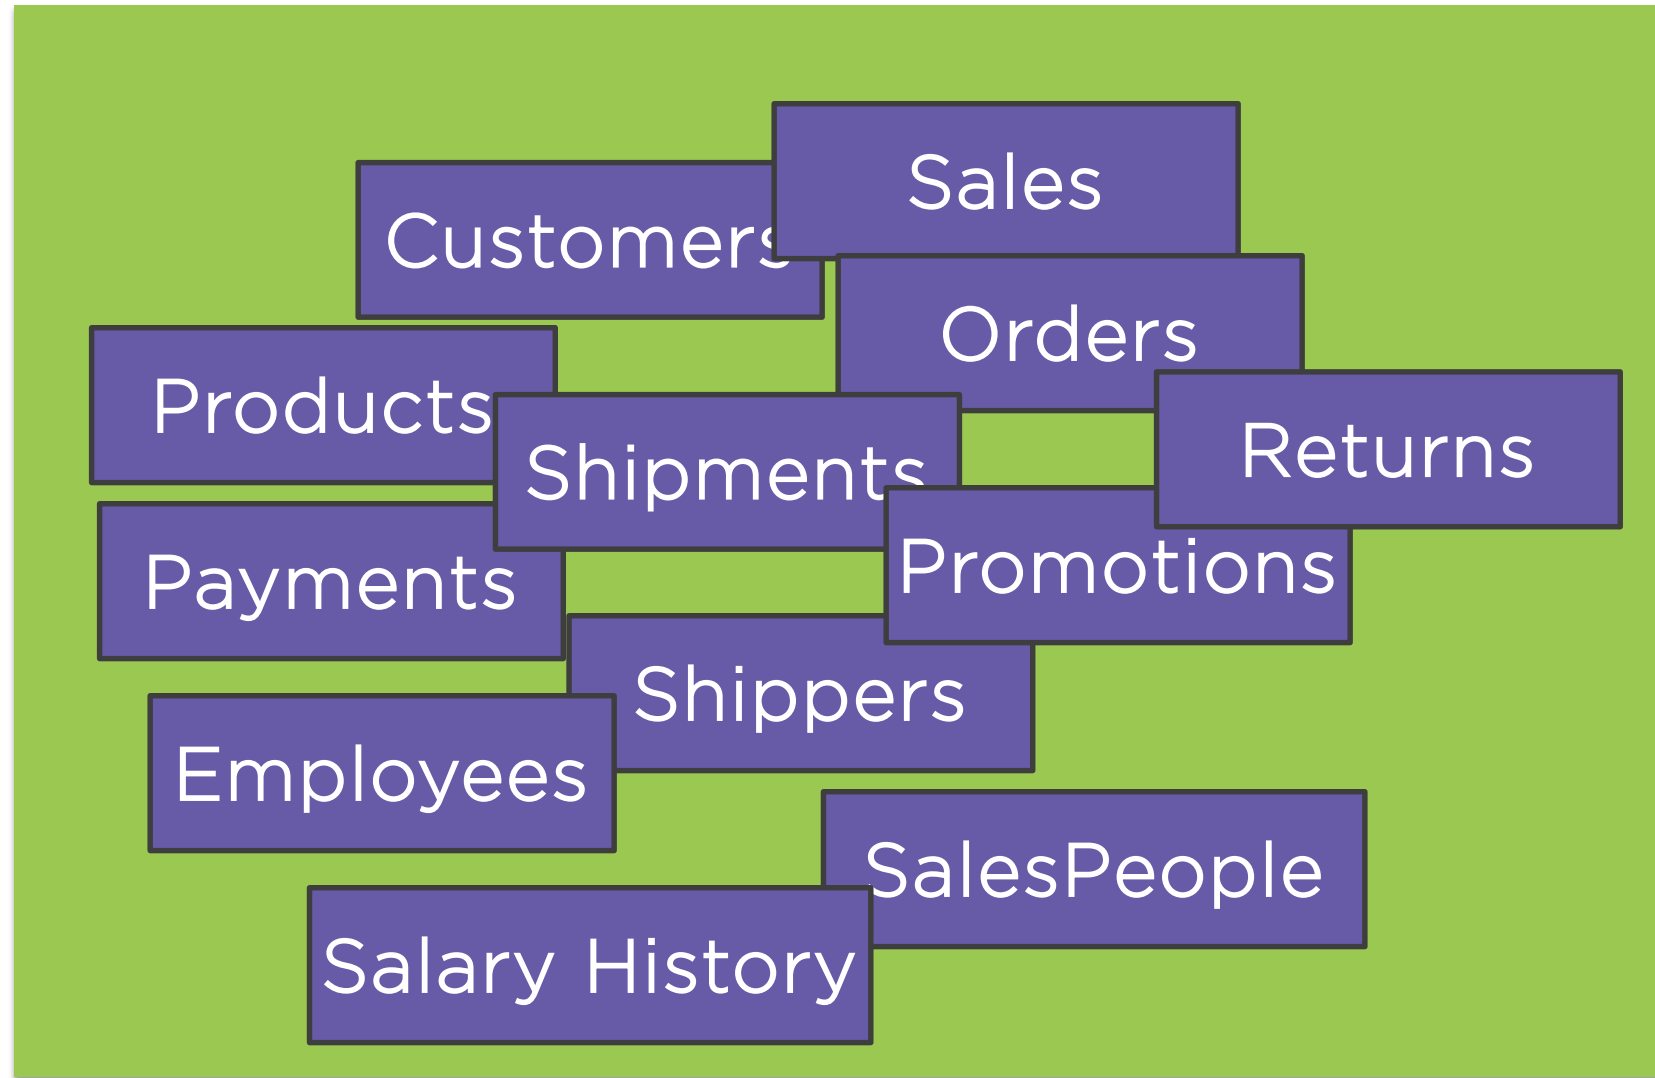 Sales
Customers
Orders
Products
Returns
Shipments
Promotions
Payments
Shippers
Employees
SalesPeople
Salary History